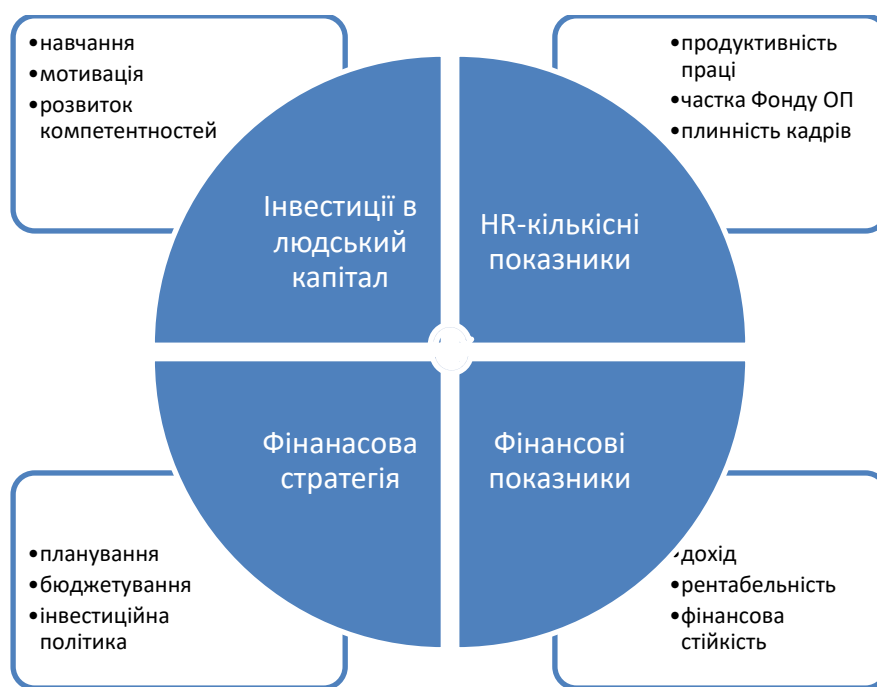 •навчання
•мотивація
•розвиток
компетентностей
•продуктивність
праці
•частка Фонду ОП
•плинність кадрів
Інвестиції в
людський
капітал
HR-кількісні
показники
Фінанасова
стратегія
Фінансові
показники
•планування
•бюджетування
•інвестиційна
політика
•дохід
•рентабельність
•фінансова
стійкість